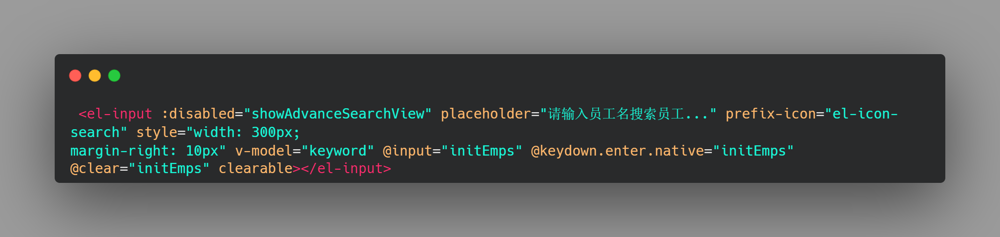 <el-input :disabled="showAdvanceSearchView" placeholder="请输入员工名搜索员工..." prefix-icon="el-icon-
search" style="width: 300px;
margin-right: 10px" v-model="keyword" @input="initEmps" @keydown.enter.native="initEmps"
@clear="initEmps" clearable></el-input>